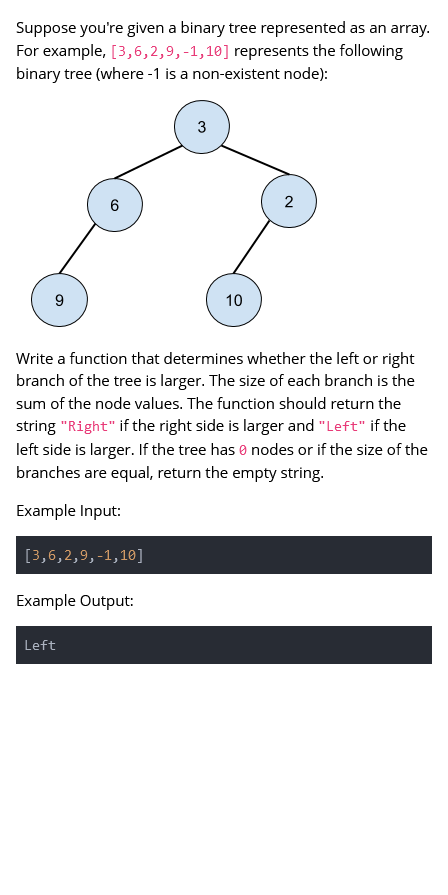 Suppose you're given a binary tree represented as an array.
For example, [3,6,2,9,-1,10] represents the following
binary tree (where -1 is a non-existent node):
3
6
2
9
10
Write a function that determines whether the left or right
branch of the tree is larger. The size of each branch is the
sum of the node values. The function should return the
string "Right" if the right side is larger and "Left" if the
left side is larger. If the tree has 0 nodes or if the size of the
branches are equal, return the empty string.
Example Input:
[3,6,2,9,-1,10]
Example Output:
Left